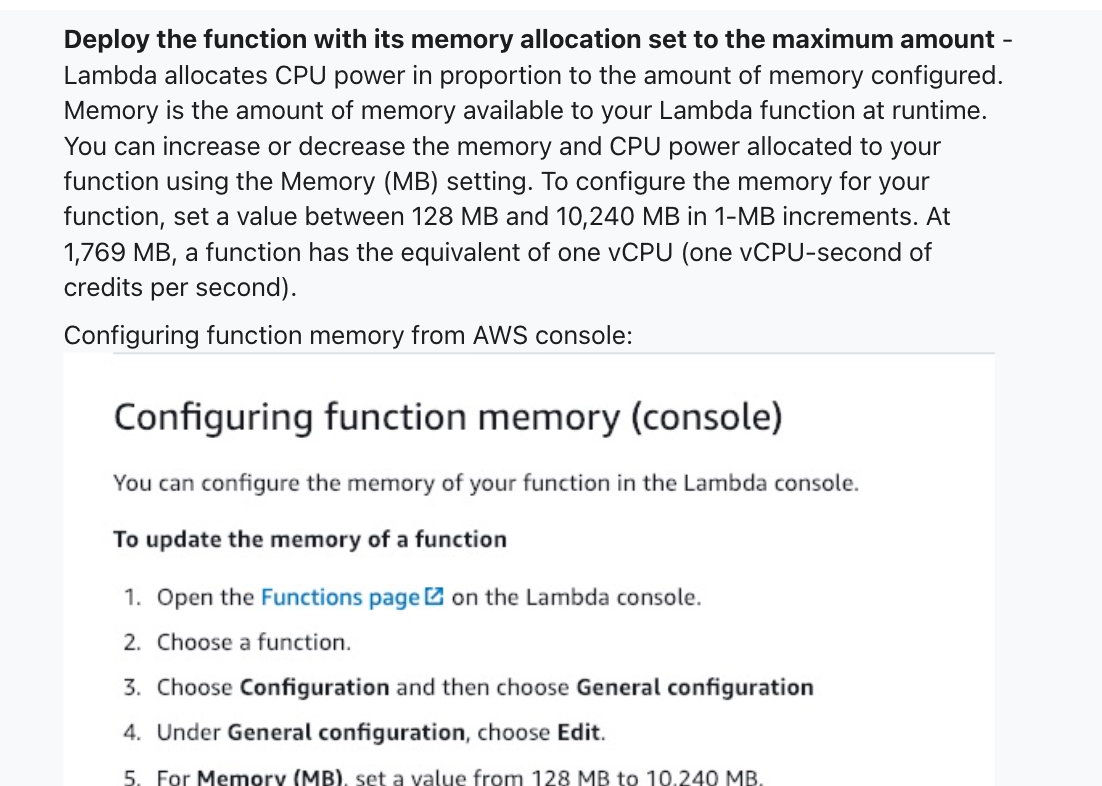 Deploy the function with its memory allocation set to the maximum amount -
Lambda allocates CPU power in proportion to the amount of memory configured.
Memory is the amount of memory available to your Lambda function at runtime.
You can increase or decrease the memory and CPU power allocated to your
function using the Memory (MB) setting. To configure the memory for your
function, set a value between 128 MB and 10,240 MB in 1-MB increments. At
1,769 MB, a function has the equivalent of one vCPU (one vCPU-second of
credits per second).
Configuring function memory from AWS console:
Configuring function memory (console)
You can configure the memory of your function in the Lambda console.
To update the memory of a function
1. Open the Functions page on the Lambda console.
2. Choose a function.
3. Choose Configuration and then choose General configuration
4. Under General configuration, choose Edit.
5. For Memory (MB), set a value from 128 MB to 10,240 MB.